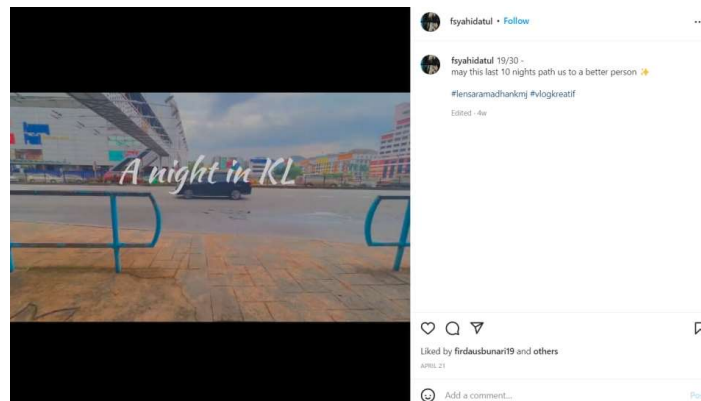 fsyahidatul • Follow
fsyahidatul 19/30 -
may this last 10 nights path us to a better person ✨
#lensaramadhankmj #vlogkreatif
Edited · 4w
A night in KL
Liked by firdausbunari19 and others
APRIL 21
Add a comment...